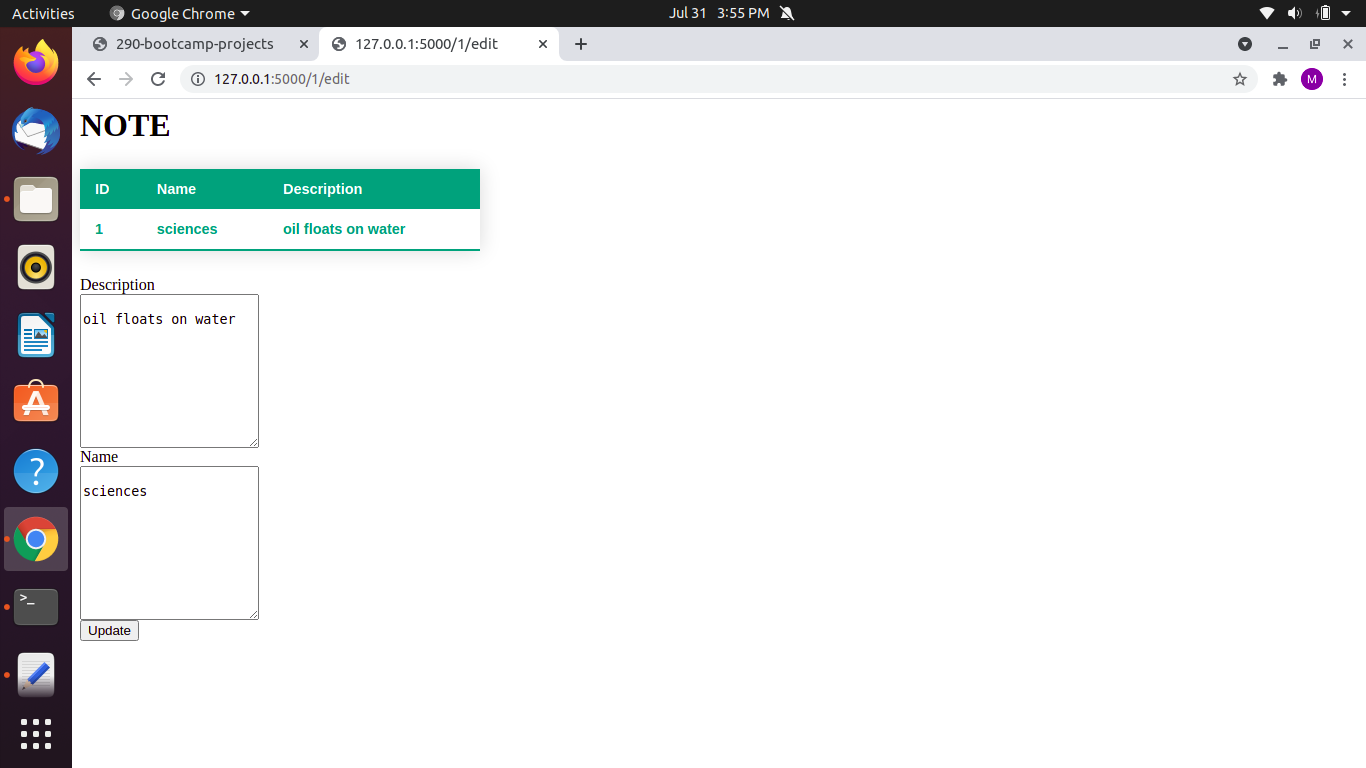 Activities Google Chrome Jul 31 3:55 PM
290-bootcamp-projects 127.0.0.1:5000/1/edit
127.0.0.1:5000/1/edit M
NOTE
ID Name Description
1 sciences oil floats on water
Description
oil floats on water
Name
sciences
Update